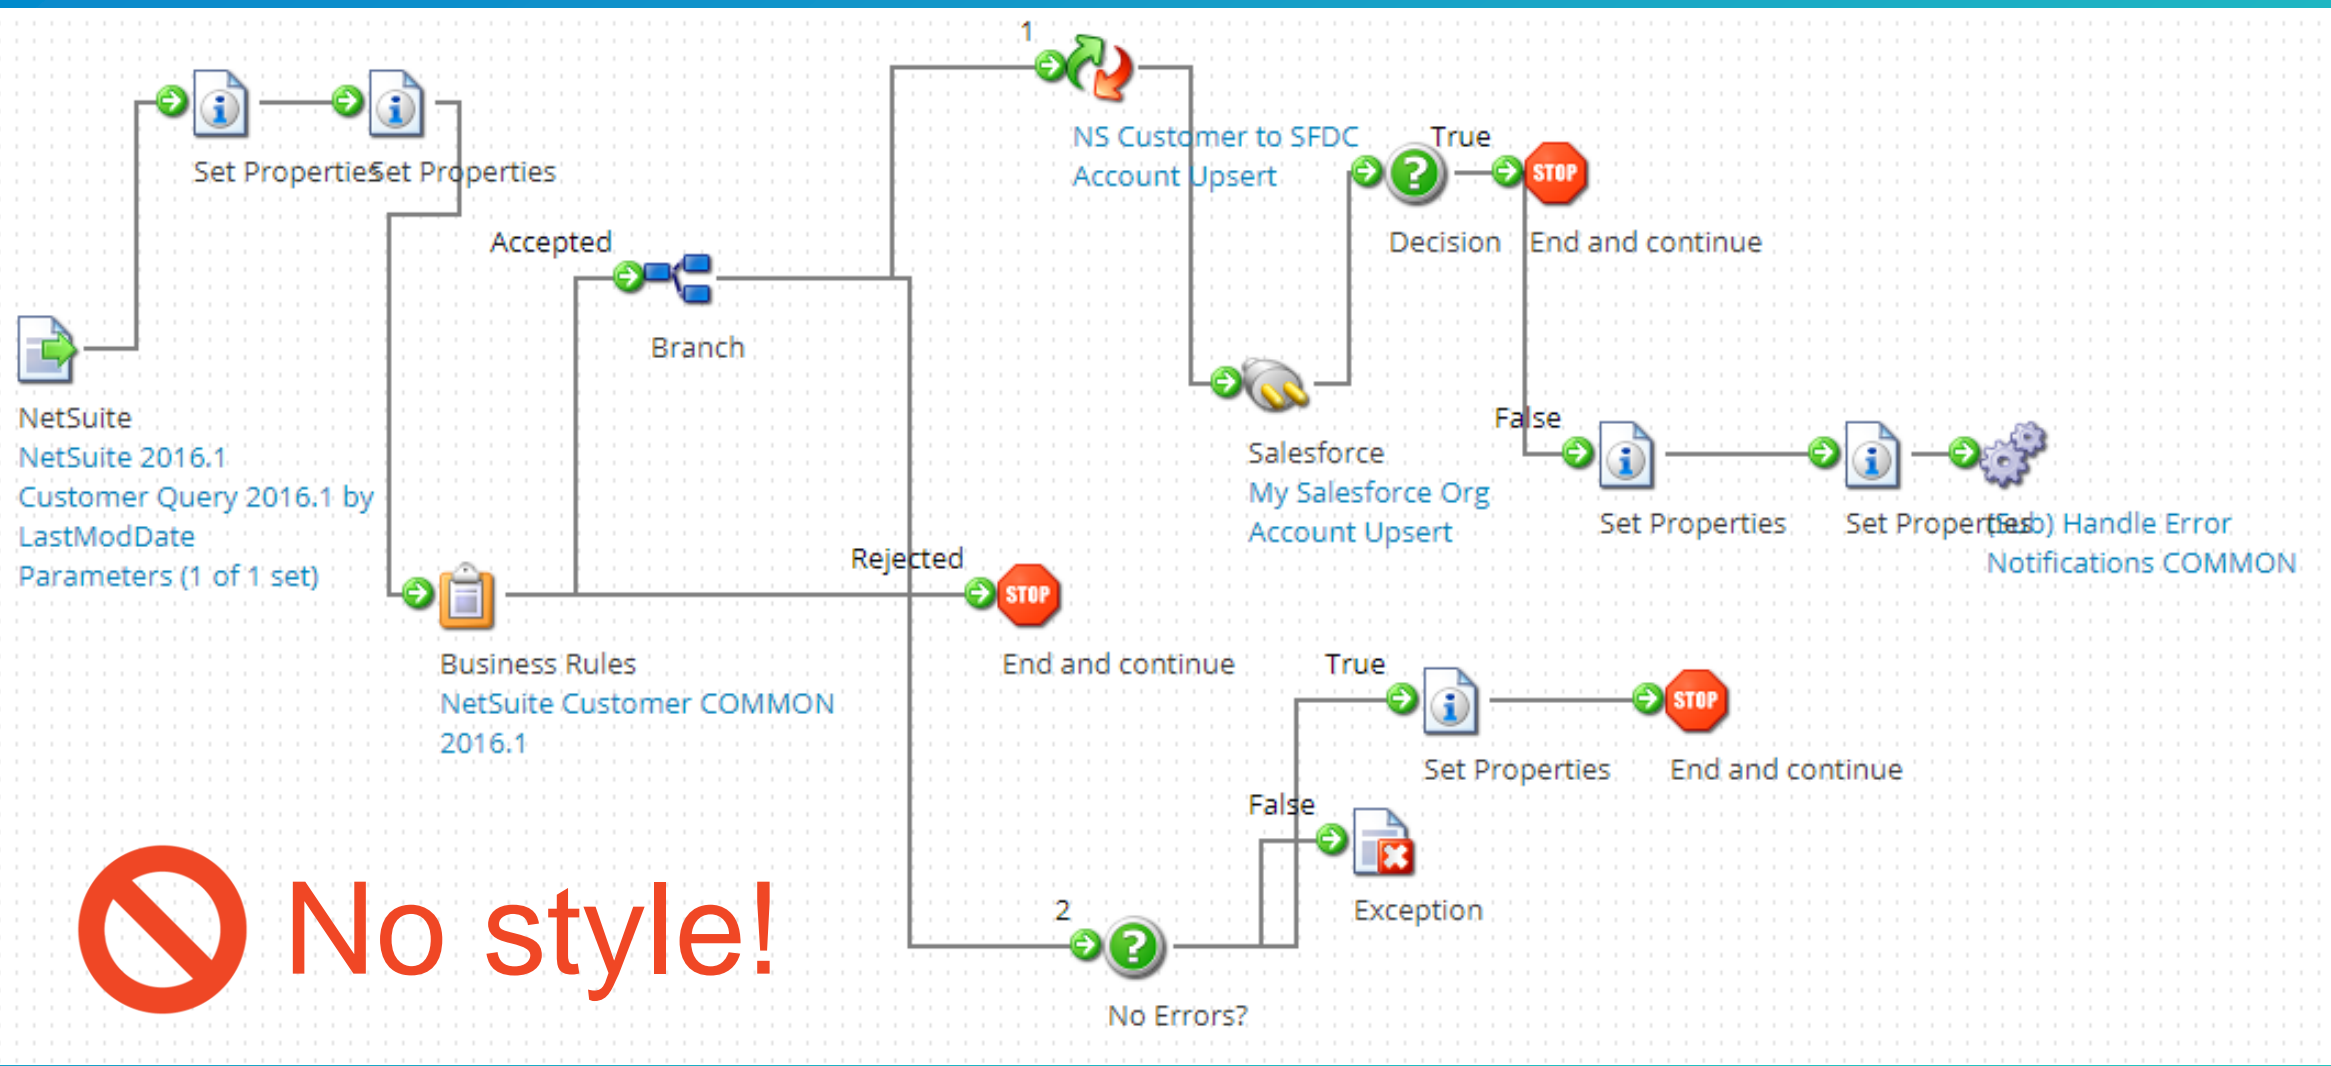 1
NS Customer to SFDC
Account Upsert
True
STOP
Set Properties
Set Properties
Decision
End and continue
Accepted
Branch
NetSuite
NetSuite 2016.1
Customer Query 2016.1 by
LastModDate
Parameters (1 of 1 set)
False
Salesforce
My Salesforce Org
Account Upsert
Set Properties
Set Properties
(Sub) Handle Error
Notifications COMMON
Rejected
STOP
Business Rules
NetSuite Customer COMMON
2016.1
End and continue
True
STOP
Set Properties
End and continue
False
Exception
2
No Errors?
No style!